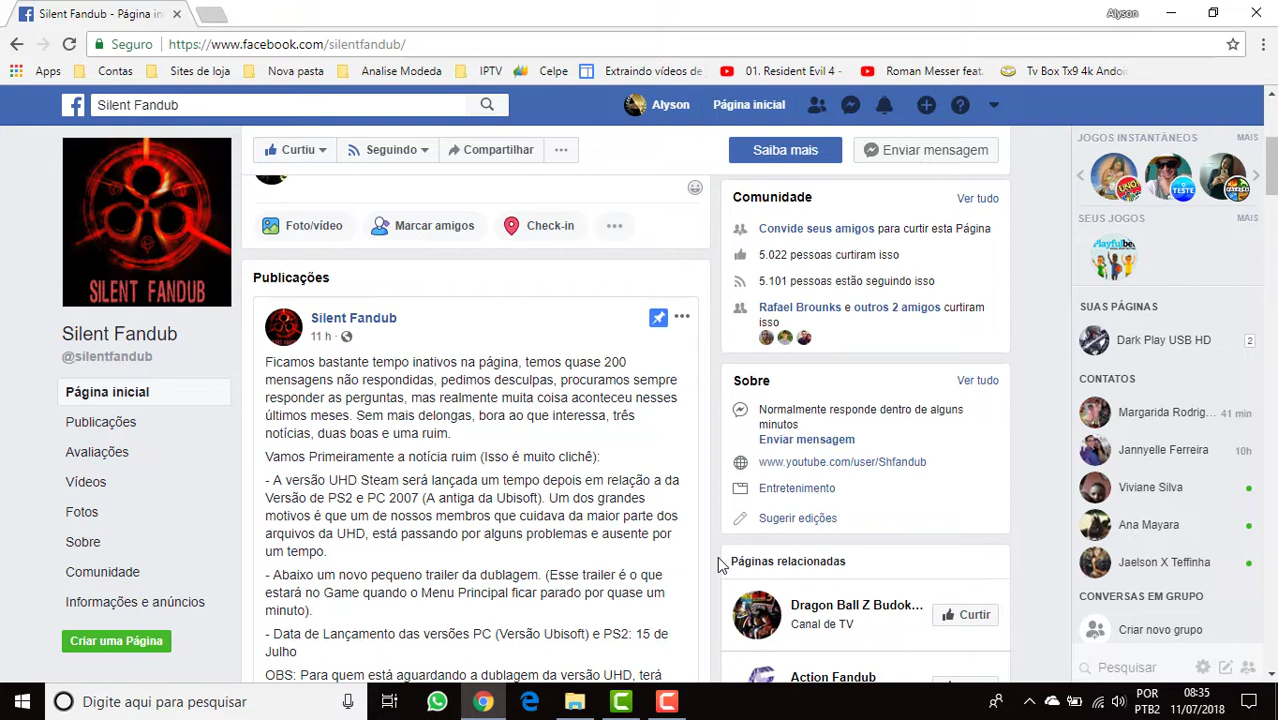 Silent Fandub - Página in
Alyson
Seguro https://www.facebook.com/silentfandub/
Apps Contas Sites de loja Nova pasta Analise Modeda IPTV Celpe Extraindo vídeos de 01. Resident Evil 4 - Roman Messer feat. Tv Box Tx9 4k Andoi
Silent Fandub Alyson Página inicial
SILENT FANDUB
Silent Fandub
@silentfandub
Página inicial
Publicações
Avaliações
Vídeos
Fotos
Sobre
Comunidade
Informações e anúncios
Criar uma Página
Curtiu Seguindo Compartilhar ... Saiba mais Enviar mensagem
Foto/vídeo Marcar amigos Check-in ...
Publicações
Silent Fandub
11 h
Ficamos bastante tempo inativos na página, temos quase 200
mensagens não respondidas, pedimos desculpas, procuramos sempre
responder as perguntas, mas realmente muita coisa aconteceu nesses
últimos meses. Sem mais delongas, bora ao que interessa, três
notícias, duas boas e uma ruim.
Vamos Primeiramente a notícia ruim (Isso é muito clichê):
- A versão UHD Steam será lançada um tempo depois em relação a da
Versão de PS2 e PC 2007 (A antiga da Ubisoft). Um dos grandes
motivos é que um de nossos membros que cuidava da maior parte dos
arquivos da UHD, está passando por alguns problemas e ausente por
um tempo.
- Abaixo um novo pequeno trailer da dublagem. (Esse trailer é o que
estará no Game quando o Menu Principal ficar parado por quase um
minuto).
- Data de Lançamento das versões PC (Versão Ubisoft) e PS2: 15 de
Julho
OBS: Para quem está aguardando a dublagem da versão UHD, terá
Comunidade Ver tudo
Convide seus amigos para curtir esta Página
5.022 pessoas curtiram isso
5.101 pessoas estão seguindo isso
Rafael Brounks e outros 2 amigos curtiram
isso
Sobre Ver tudo
Normalmente responde dentro de alguns
minutos
Enviar mensagem
www.youtube.com/user/Shfandub
Entretenimento
Sugerir edições
Páginas relacionadas
Dragon Ball Z Budok...
Canal de TV
Curtir
Action Fandub
JOGOS INSTANTÂNEOS MAIS
UNO
TESTE
SEUS JOGOS MAIS
Playfulbet
SUAS PÁGINAS
Dark Play USB HD 2
CONTATOS
Margarida Rodrig... 41 min
Jannyelle Ferreira 10h
Viviane Silva
Ana Mayara
Jaelson X Teffinha
CONVERSAS EM GRUPO
Criar novo grupo
Pesquisar
Digite aqui para pesquisar
POR
PTB2
08:35
11/07/2018